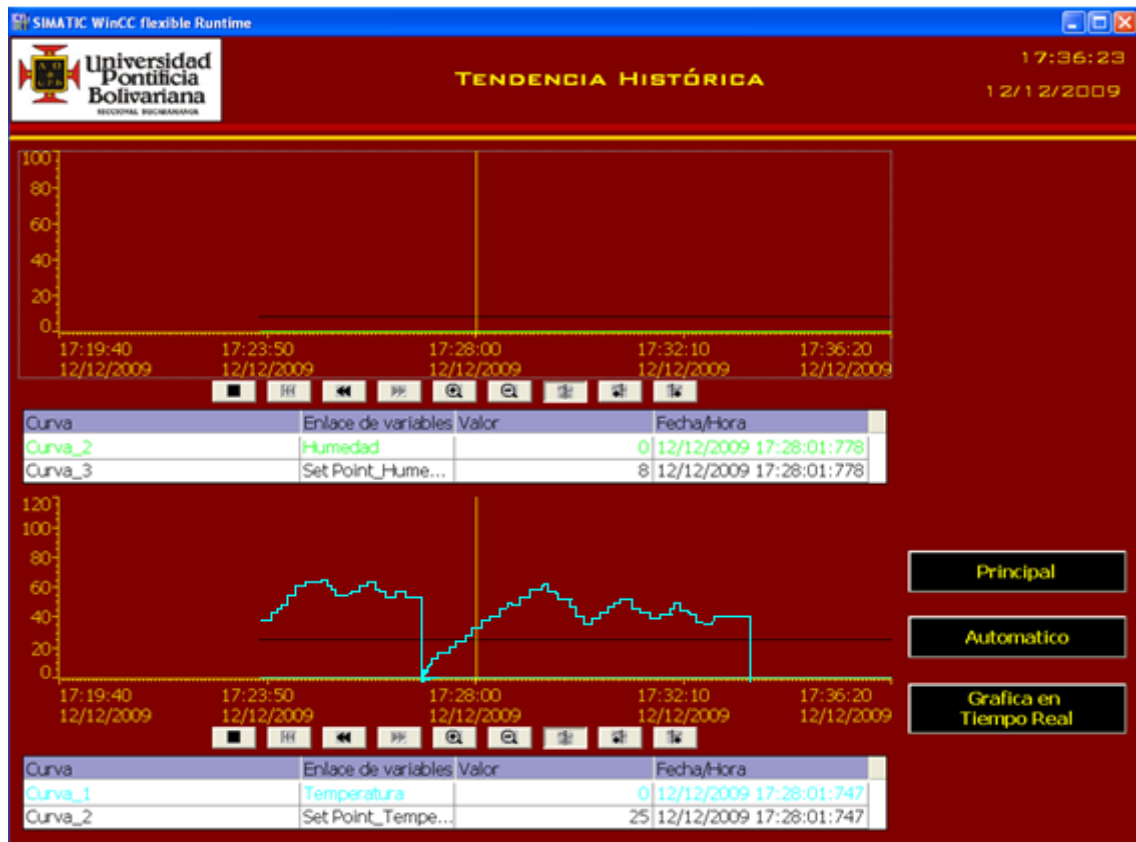 SIMATIC WinCC flexible Runtime
Universidad
Pontificia
Bolivariana
SECCIONAL BUCARAMANGA
TENDENCIA HISTÓRICA
17:36:23
12/12/2009
100
80
60
40
20
0
17:19:40 17:23:50 17:28:00 17:32:10 17:36:20
12/12/2009 12/12/2009 12/12/2009 12/12/2009 12/12/2009
Curva Enlace de variables Valor Fecha/Hora
Curva_2 Humedad 0 12/12/2009 17:28:01:778
Curva_3 Set Point_Hume... 8 12/12/2009 17:28:01:778
120
100
80
60
40
20
0
17:19:40 17:23:50 17:28:00 17:32:10 17:36:20
12/12/2009 12/12/2009 12/12/2009 12/12/2009 12/12/2009
Curva Enlace de variables Valor Fecha/Hora
Curva_1 Temperatura 0 12/12/2009 17:28:01:747
Curva_2 Set Point_Tempe... 25 12/12/2009 17:28:01:747
Principal
Automatico
Grafica en
Tiempo Real